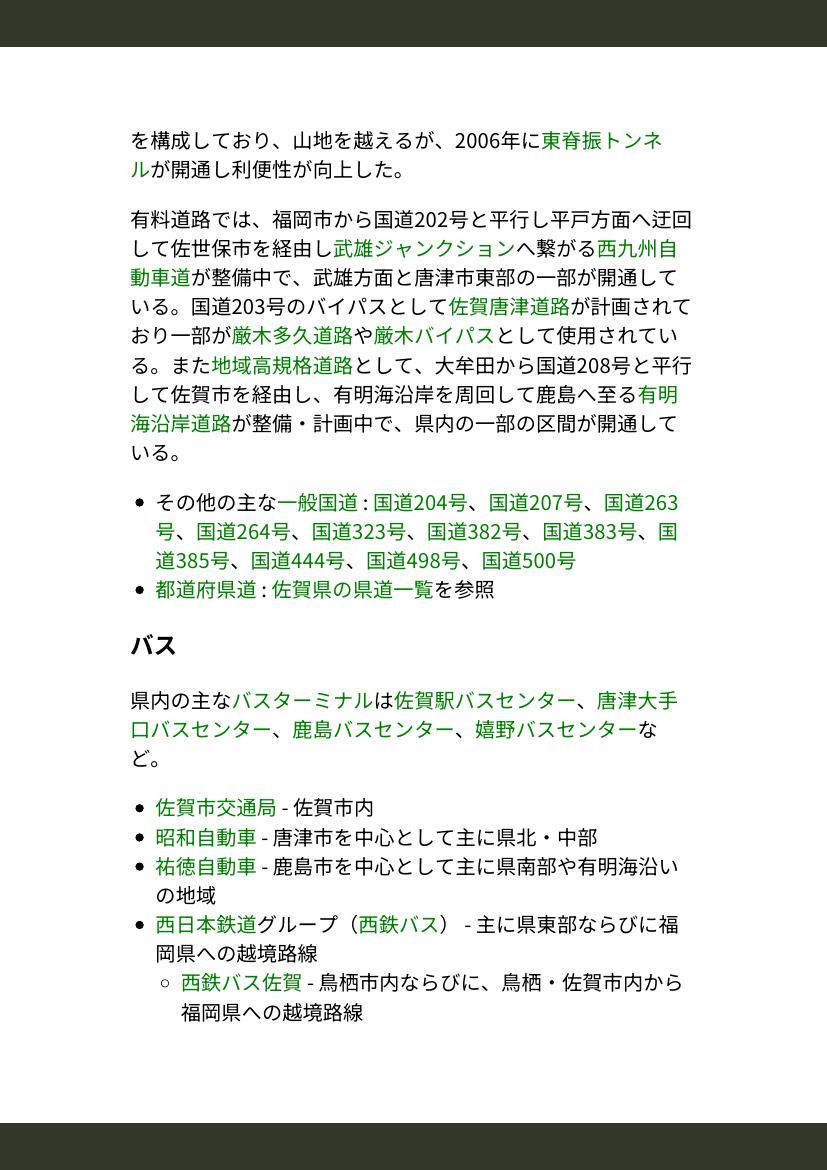 を構成しており、山地を越えるが、2006年に東脊振トンネ
ルが開通し利便性が向上した。
有料道路では、福岡市から国道202号と平行し平戸方面へ迂回
して佐世保市を経由し武雄ジャンクションへ繋がる西九州自
動車道が整備中で、武雄方面と唐津市東部の一部が開通して
いる。国道203号のバイパスとして佐賀唐津道路が計画されて
おり一部が厳木多久道路や厳木バイパスとして使用されてい
る。また地域高規格道路として、大牟田から国道208号と平行
して佐賀市を経由し、有明海沿岸を周回して鹿島へ至る有明
海沿岸道路が整備・計画中で、県内の一部の区間が開通して
いる。
• その他の主な一般国道 : 国道204号、国道207号、国道263
号、国道264号、国道323号、国道382号、国道383号、国
道385号、国道444号、国道498号、国道500号
• 都道府県道 : 佐賀県の県道一覧を参照
バス
県内の主なバスターミナルは佐賀駅バスセンター、唐津大手
口バスセンター、鹿島バスセンター、嬉野バスセンターな
ど。
• 佐賀市交通局 - 佐賀市内
• 昭和自動車 - 唐津市を中心として主に県北・中部
• 祐徳自動車 - 鹿島市を中心として主に県南部や有明海沿い
の地域
• 西日本鉄道グループ（西鉄バス） - 主に県東部ならびに福
岡県への越境路線
◦ 西鉄バス佐賀 - 鳥栖市内ならびに、鳥栖・佐賀市内から
福岡県への越境路線